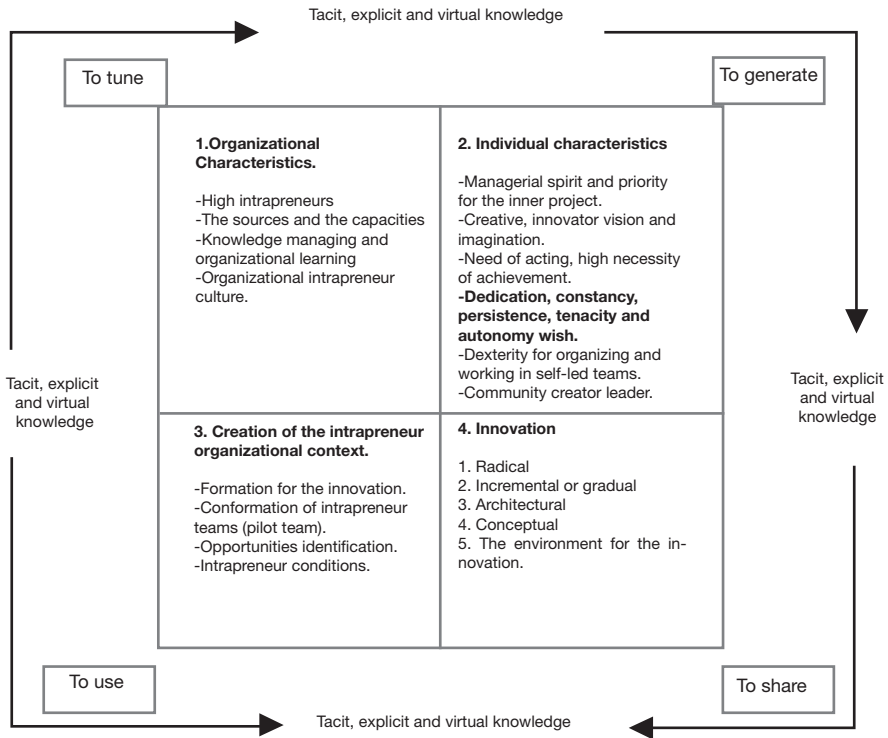 Tacit, explicit and virtual knowledge
To tune
To generate
1.Organizational
Characteristics.
-High intrapreneurs
-The sources and the capacities
-Knowledge managing and
organizational learning
-Organizational intrapreneur
culture.
2. Individual characteristics
-Managerial spirit and priority
for the inner project.
-Creative, innovator vision and
imagination.
-Need of acting, high necessity
of achievement.
-Dedication, constancy,
persistence, tenacity and
autonomy wish.
-Dexterity for organizing and
working in self-led teams.
-Community creator leader.
Tacit, explicit
and virtual
knowledge
Tacit, explicit
and virtual
knowledge
3. Creation of the intrapreneur
organizational context.
-Formation for the innovation.
-Conformation of intrapreneur
teams (pilot team).
-Opportunities identification.
-Intrapreneur conditions.
4. Innovation
1. Radical
2. Incremental or gradual
3. Architectural
4. Conceptual
5. The environment for the in-
novation.
To use
To share
Tacit, explicit and virtual knowledge